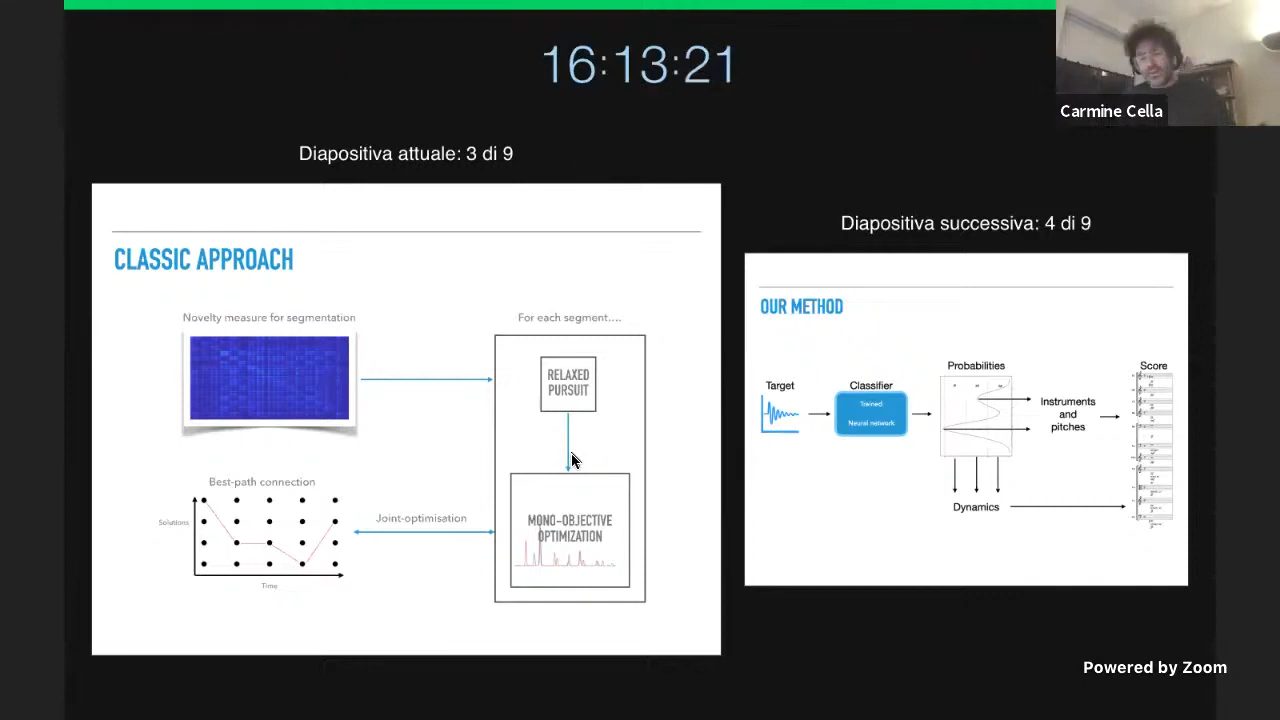 16:13:21
Carmine Cella
Diapositiva attuale: 3 di 9
Diapositiva successiva: 4 di 9
CLASSIC APPROACH
Novelty measure for segmentation
For each segment....
RELAXED
PURSUIT
Best-path connection
Solutions
Time
Joint-optimisation
MONO-OBJECTIVE
OPTIMIZATION
OUR METHOD
Target
Classifier
Trained
Neural network
Probabilities
Instruments
and
pitches
Dynamics
Score
Powered by Zoom